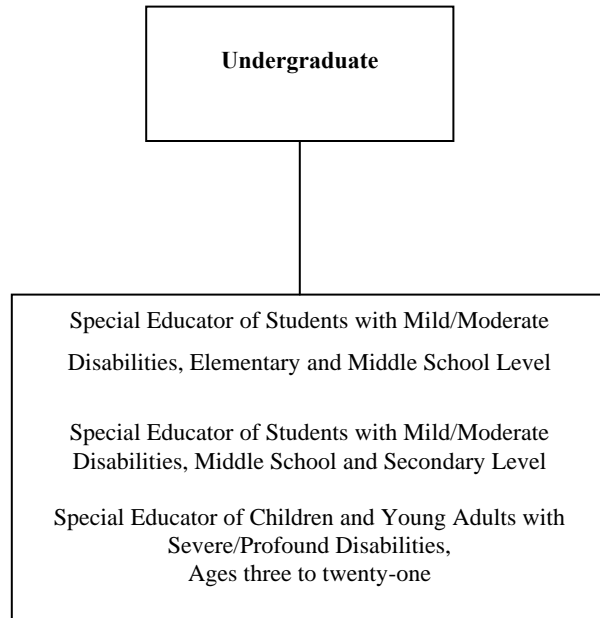 Undergraduate
Special Educator of Students with Mild/Moderate
Disabilities, Elementary and Middle School Level
Special Educator of Students with Mild/Moderate
Disabilities, Middle School and Secondary Level
Special Educator of Children and Young Adults with
Severe/Profound Disabilities,
Ages three to twenty-one